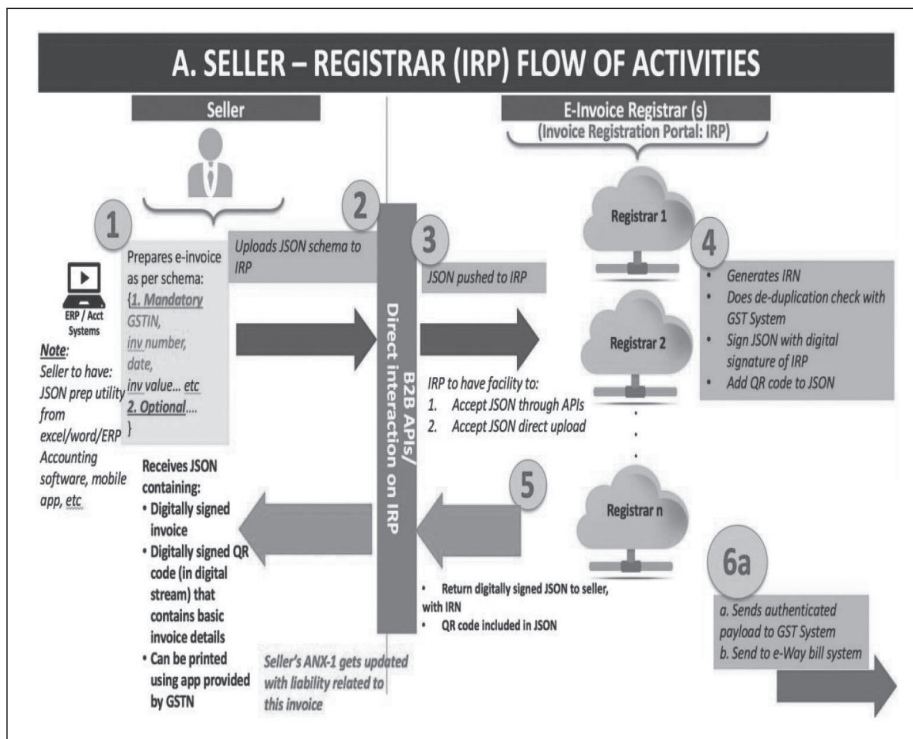 A. SELLER – REGISTRAR (IRP) FLOW OF ACTIVITIES
Seller
E-Invoice Registrar (s)
(Invoice Registration Portal: IRP)
1
ERP / Acct
Systems
Note:
Seller to have:
JSON prep utility
from
excel/word/ERP
Accounting
software, mobile
app, etc
Prepares e-invoice
as per schema:
{1. Mandatory
GSTIN,
inv number,
date,
inv value... etc
2. Optional....
}
2
Uploads JSON schema to
IRP
B2B APIs/
Direct interaction on IRP
3
JSON pushed to IRP
IRP to have facility to:
1. Accept JSON through APIs
2. Accept JSON direct upload
Registrar 1
Registrar 2
.
.
.
.
Registrar n
4
• Generates IRN
• Does de-duplication check with
GST System
• Sign JSON with digital
signature of IRP
• Add QR code to JSON
5
• Return digitally signed JSON to seller,
with IRN
• QR code included in JSON
Receives JSON
containing:
• Digitally signed
invoice
• Digitally signed QR
code (in digital
stream) that
contains basic
invoice details
• Can be printed
using app provided
by GSTN
Seller's ANX-1 gets updated
with liability related to
this invoice
6a
a. Sends authenticated
payload to GST System
b. Send to e-Way bill system